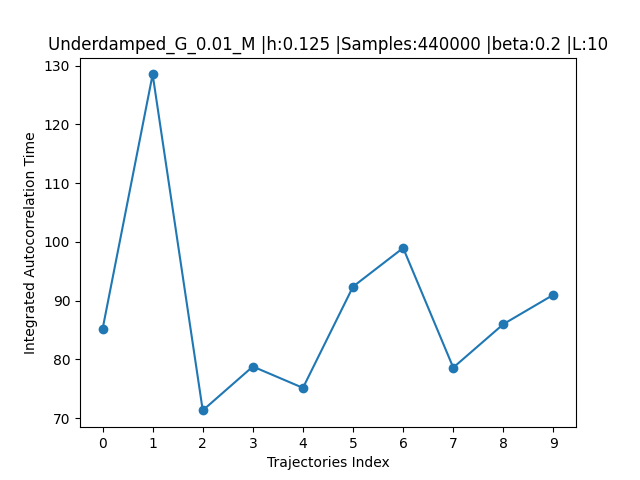 Underdamped_G_0.01_M |h:0.125 |Samples:440000 |beta:0.2 |L:10
Integrated Autocorrelation Time
130
120
110
100
90
80
70
0 1 2 3 4 5 6 7 8 9
Trajectories Index